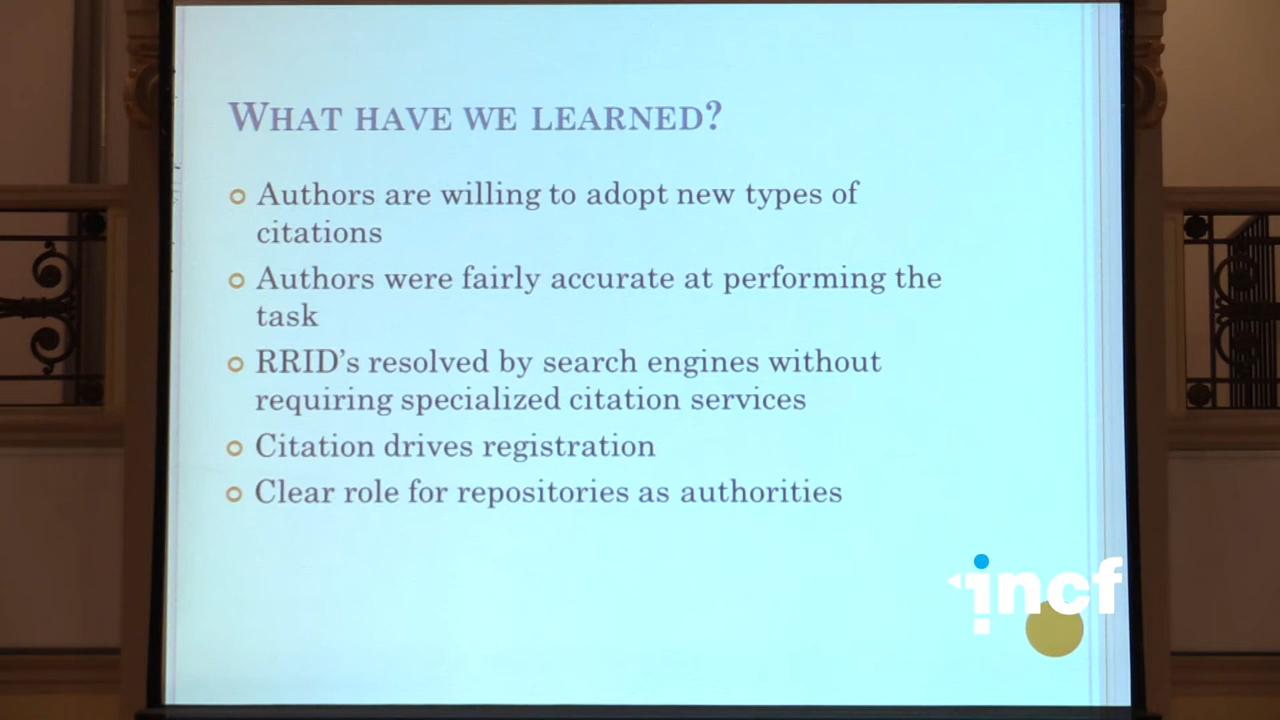 WHAT HAVE WE LEARNED?
Authors are willing to adopt new types of
citations
Authors were fairly accurate at performing the
task
RRID's resolved by search engines without
requiring specialized citation services
Citation drives registration
Clear role for repositories as authorities
incf